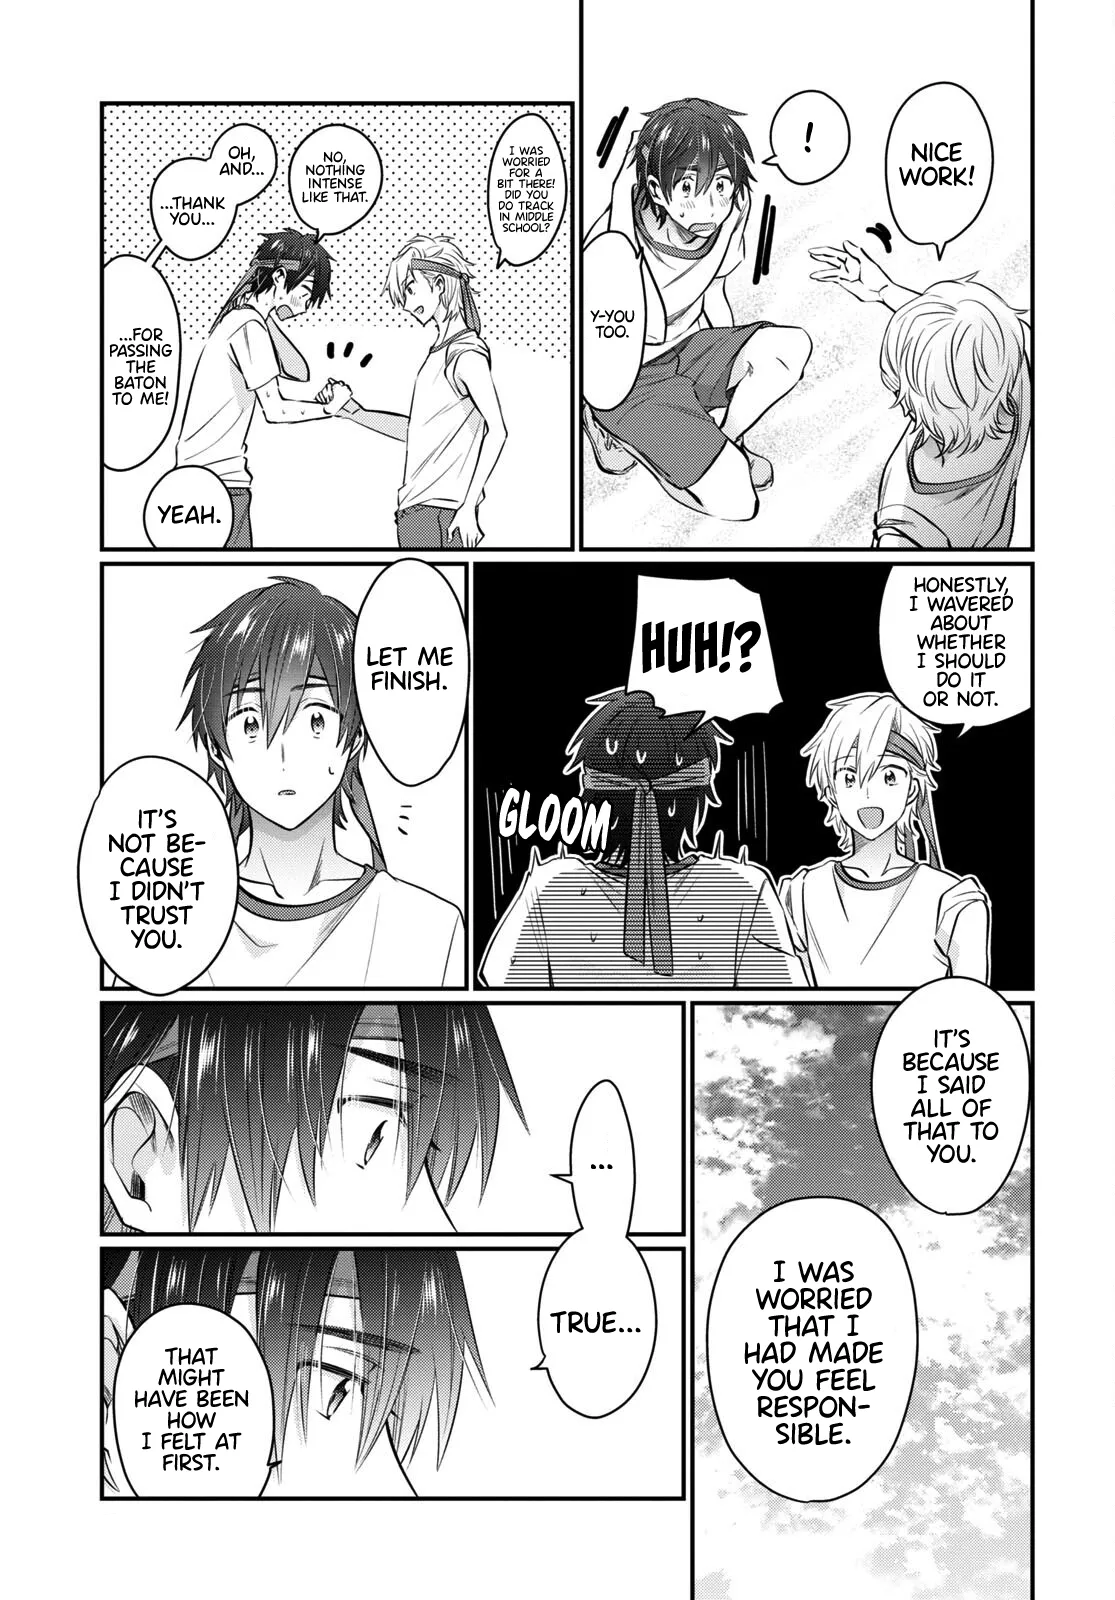 NICE
WORK!
!
Y-YOU
TOO.
I WAS
WORRIED
FOR A
BIT THERE!
DID YOU
DO TRACK
IN MIDDLE
SCHOOL?
NO,
NOTHING
INTENSE
LIKE THAT.
OH,
AND...
...THANK
YOU...
...FOR
PASSING
THE
BATON
TO ME!
YEAH.
HONESTLY,
I WAVERED
ABOUT
WHETHER
I SHOULD
DO IT
OR NOT.
HUH!?
GLOOM
LET ME
FINISH.
IT'S
NOT BE-
CAUSE
I DIDN'T
TRUST
YOU.
IT'S
BECAUSE
I SAID
ALL OF
THAT TO
YOU.
I WAS
WORRIED
THAT I
HAD MADE
YOU FEEL
RESPON-
SIBLE.
...
TRUE...
THAT
MIGHT
HAVE BEEN
HOW
I FELT AT
FIRST.